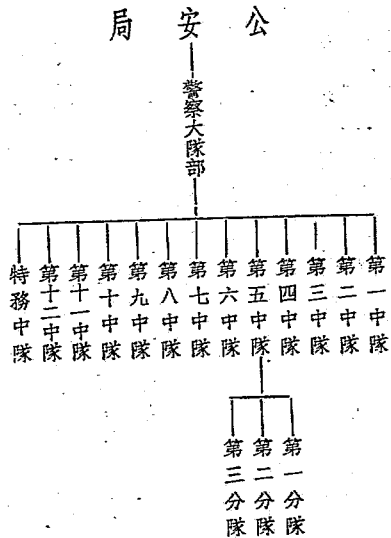 公安局
警察大隊部
第一中隊
第二中隊
第三中隊
第四中隊
第五中隊
第六中隊
第七中隊
第八中隊
第九中隊
第十中隊
第十一中隊
第十二中隊
特務中隊
第一分隊
第二分隊
第三分隊